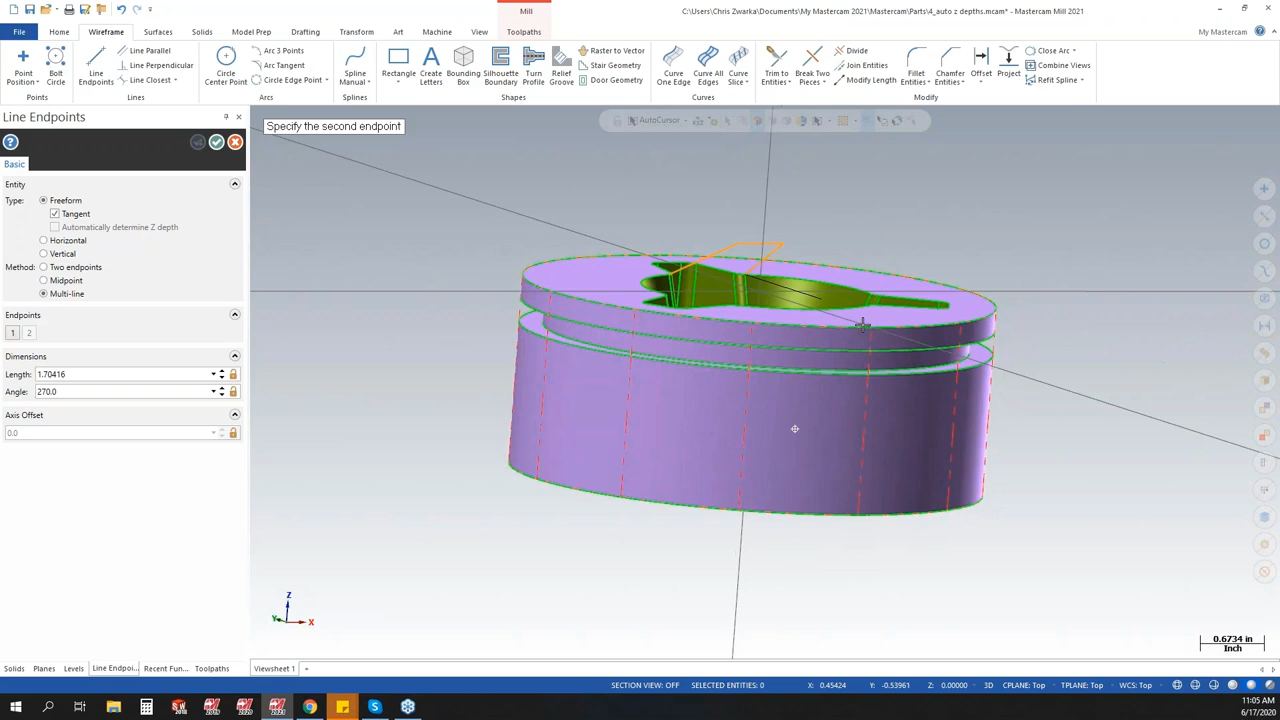 Mill
C:\Users\Chris Zwarka\Documents\My Mastercam 2021\Mastercam\Parts\4_auto z depths.mcam* - Mastercam Mill 2021
File Home Wireframe Surfaces Solids Model Prep Drafting Transform Art Machine View Toolpaths My Mastercam
Point Position Bolt Circle
Points
Line Endpoints Line Parallel Line Perpendicular Line Closest
Lines
Circle Center Point Arc 3 Points Arc Tangent Circle Edge Point
Arcs
Spline Manual
Splines
Rectangle Create Letters Bounding Box Silhouette Boundary Turn Profile Relief Groove Raster to Vector Stair Geometry Door Geometry
Shapes
Curve One Edge Curve All Edges Curve Slice
Curves
Trim to Entities Break Two Pieces Divide Join Entities Modify Length Fillet Entities Chamfer Entities Offset Project Close Arc Combine Views Refit Spline
Modify
Line Endpoints
Basic
Entity
Type: Freeform
Tangent
Automatically determine Z depth
Horizontal
Vertical
Method: Two endpoints
Midpoint
Multi-line
Endpoints
1 2
Dimensions
Length: 1.70416
Angle: 270.0
Axis Offset
0.0
Specify the second endpoint
AutoCursor
Z
Y X
0.6734 in
Inch
Solids Planes Levels Line Endpoi... Recent Fun... Toolpaths
Viewsheet 1 +
SECTION VIEW: OFF SELECTED ENTITIES: 0 X: 0.45424 Y: -0.53961 Z: 0.00000 3D CPLANE: Top TPLANE: Top WCS: Top
11:05 AM
6/17/2020